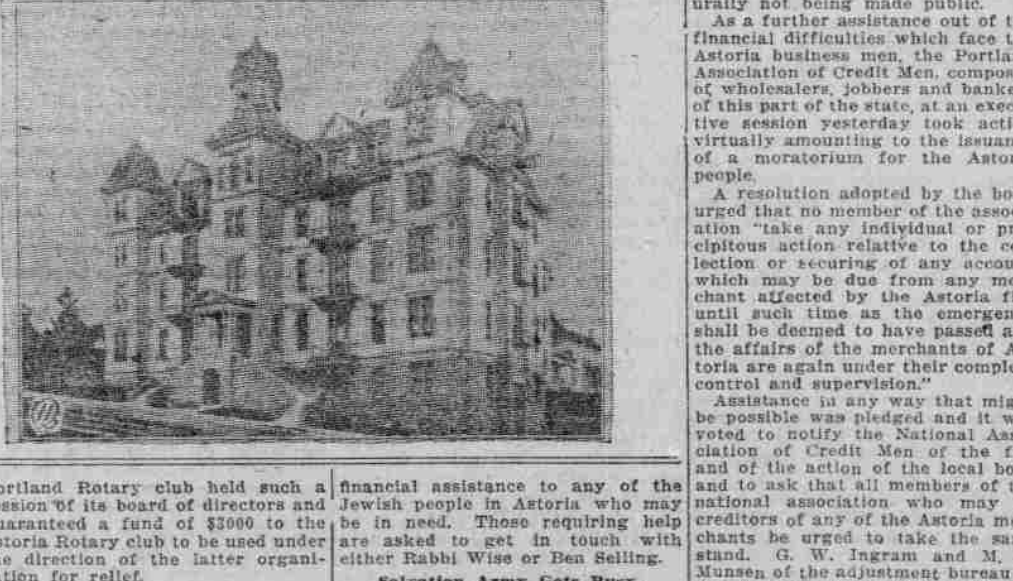 ortland Rotary club held such a
ession of its board of directors and
uaranteed a fund of $3000 to the
storia Rotary club to be used under
e direction of the latter organi-
tion for relief.
financial assistance to any of the
Jewish people in Astoria who may
be in need. Those requiring help
are asked to get in touch with
either Rabbi Wise or Ben Selling.
Salvation Army Gets Busy
urally not being made public.
As a further assistance out of t
financial difficulties which face t
Astoria business men, the Portla
Association of Credit Men, compos
of wholesalers, jobbers and banke
of this part of the state, at an exec
tive session yesterday took acti
virtually amounting to the issuan
of a moratorium for the Astor
people.
A resolution adopted by the bo
urged that no member of the assoc
ation "take any individual or pr
cipitous action relative to the co
lection or securing of any accou
which may be due from any me
chant affected by the Astoria fi
until such time as the emergen
shall be deemed to have passed a
the affairs of the merchants of A
toria are again under their comple
control and supervision."
Assistance in any way that mig
be possible was pledged and it w
voted to notify the National Ass
ciation of Credit Men of the f
and of the action of the local bo
and to ask that all members of t
national association who may
creditors of any of the Astoria me
chants be urged to take the sa
stand. G. W. Ingram and M.
Munsen of the adjustment bureau